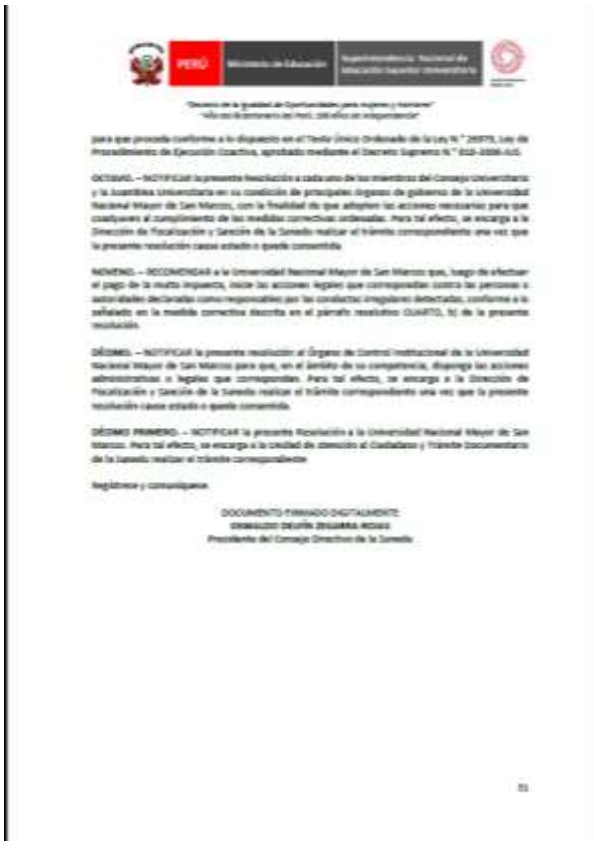 PERÚ
Ministerio de Educación
Superintendencia Nacional de
Educación Superior Universitaria
"Decenio de la Igualdad de Oportunidades para Mujeres y Hombres"
"Año del Bicentenario del Perú: 200 años de Independencia"
para que proceda conforme a lo dispuesto en el Texto Único Ordenado de la Ley N.° 26979, Ley de
Procedimiento de Ejecución Coactiva, aprobado mediante el Decreto Supremo N.° 018-2008-JUS.
OCTAVO. – NOTIFICAR la presente Resolución a cada uno de los miembros del Consejo Universitario
y la Asamblea Universitaria en su condición de principales órganos de gobierno de la Universidad
Nacional Mayor de San Marcos, con la finalidad de que adopten las acciones necesarias para que
coadyuven al cumplimiento de las medidas correctivas ordenadas. Para tal efecto, se encarga a la
Dirección de Fiscalización y Sanción de la Sunedu realizar el trámite correspondiente una vez que
la presente resolución cause estado o quede consentida.
NOVENO. – RECOMENDAR a la Universidad Nacional Mayor de San Marcos que, luego de efectuar
el pago de la multa impuesta, inicie las acciones legales que correspondan contra las personas o
autoridades declaradas como responsables por las conductas irregulares detectadas, conforme a lo
señalado en la medida correctiva descrita en el párrafo resolutivo CUARTO, b) de la presente
resolución.
DÉCIMO. – NOTIFICAR la presente resolución al Órgano de Control Institucional de la Universidad
Nacional Mayor de San Marcos para que, en el ámbito de su competencia, disponga las acciones
administrativas o legales que correspondan. Para tal efecto, se encarga a la Dirección de
Fiscalización y Sanción de la Sunedu realizar el trámite correspondiente una vez que la presente
resolución cause estado o quede consentida.
DÉCIMO PRIMERO. – NOTIFICAR la presente Resolución a la Universidad Nacional Mayor de San
Marcos. Para tal efecto, se encarga a la Unidad de Atención al Ciudadano y Trámite Documentario
de la Sunedu realizar el trámite correspondiente
Regístrese y comuníquese.
DOCUMENTO FIRMADO DIGITALMENTE
OSWALDO DELFÍN ZEGARRA ROJAS
Presidente del Consejo Directivo de la Sunedu